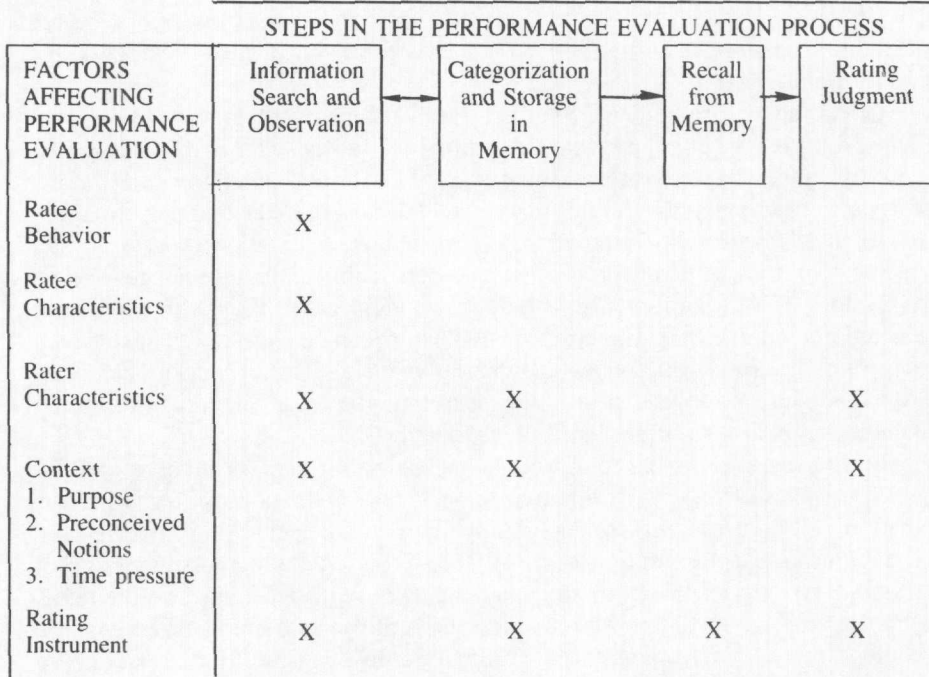 STEPS IN THE PERFORMANCE EVALUATION PROCESS
FACTORS
AFFECTING
PERFORMANCE
EVALUATION
Information
Search and
Observation
Categorization
and Storage
in
Memory
Recall
from
Memory
Rating
Judgment
Ratee
Behavior
X
Ratee
Characteristics
X
Rater
Characteristics
X X X
Context
X X X
1. Purpose
2. Preconceived
Notions
3. Time pressure
Rating
Instrument
X X X X